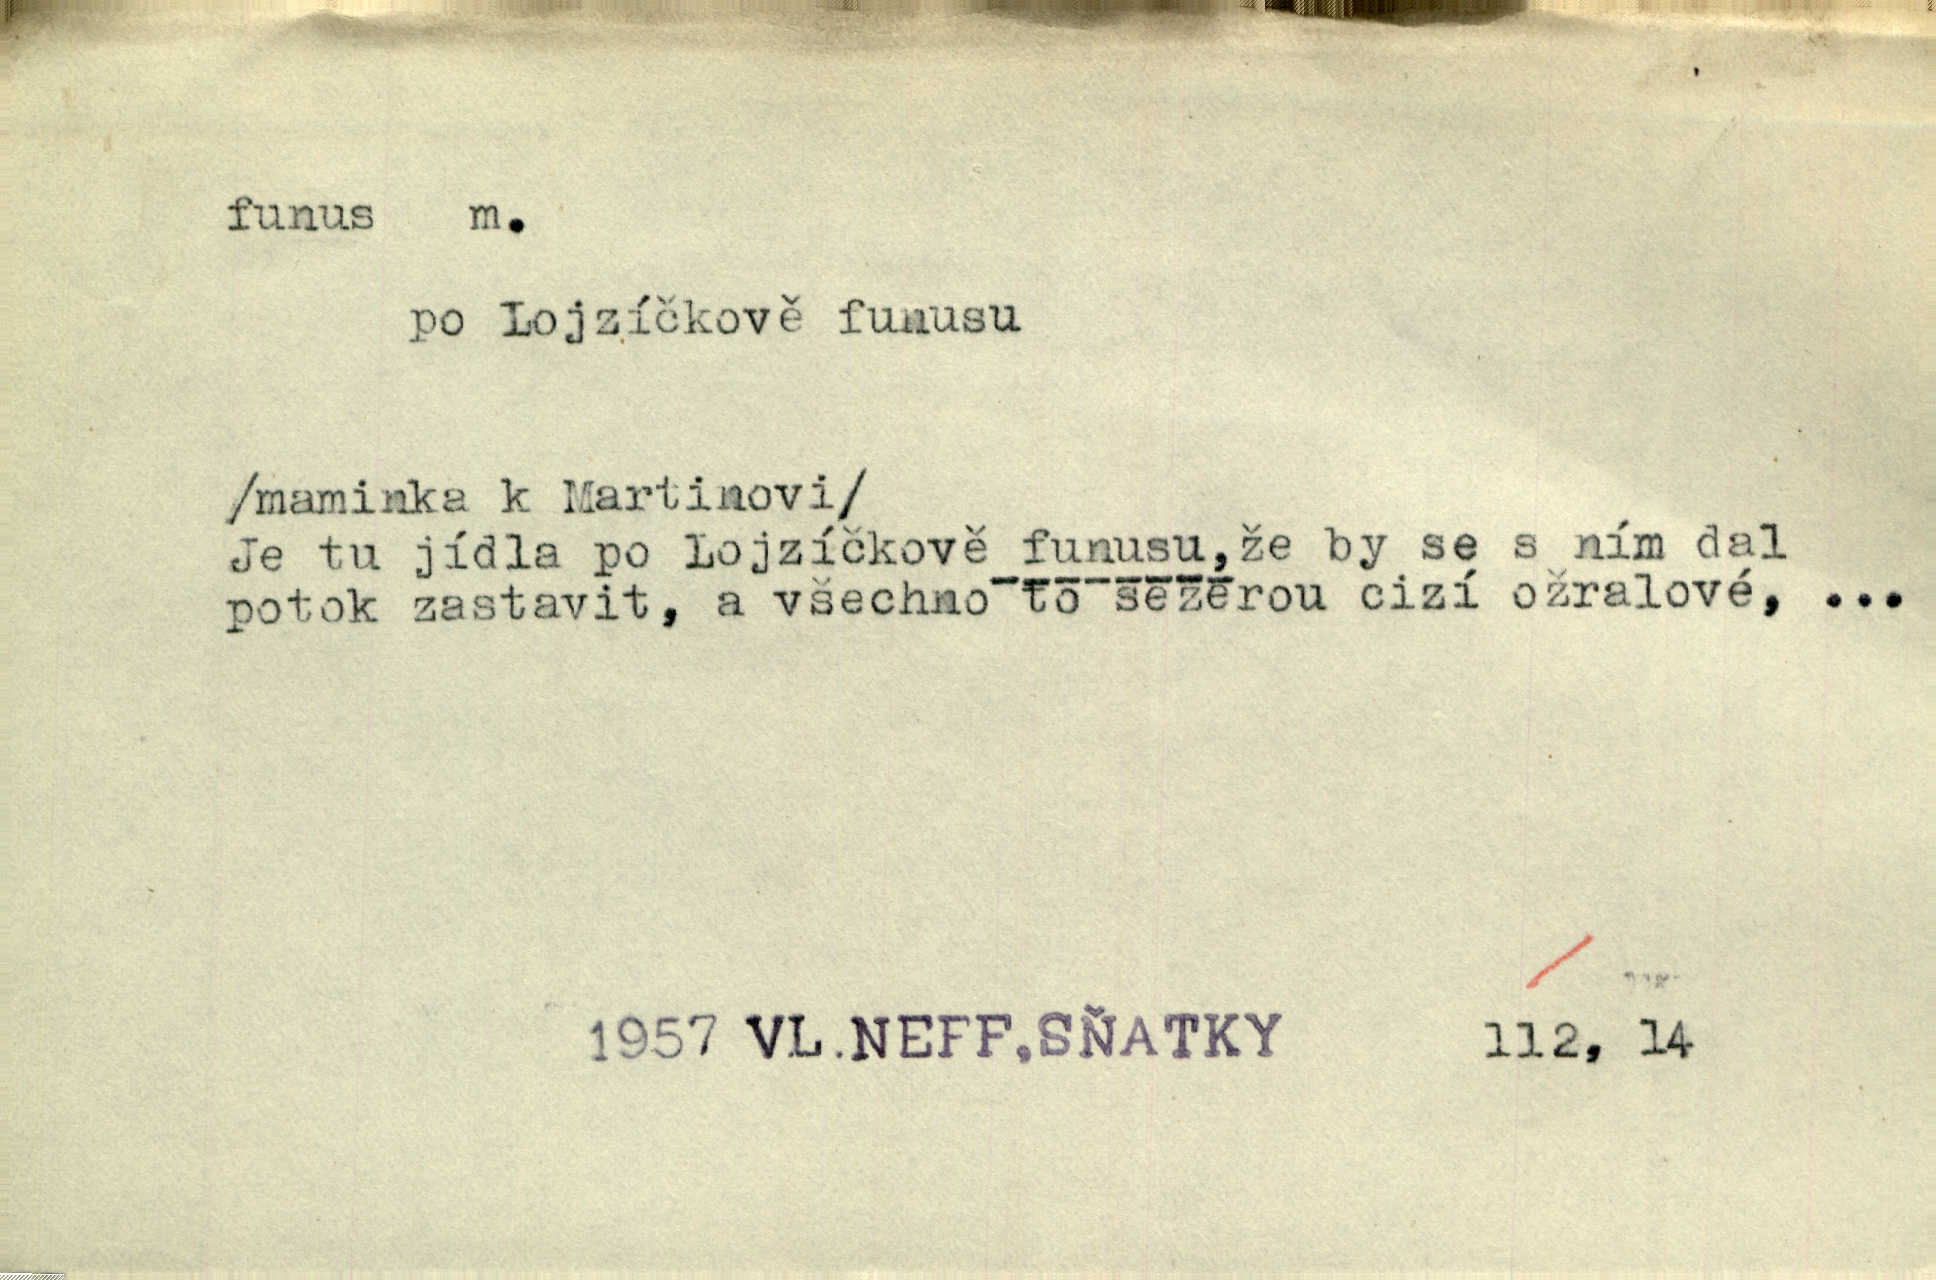 funus m.
po Lojzíčkově funusu
/maminka k Martinovi/
Je tu jídla po Lojzíčkově funusu,že by se s ním dal
potok zastavit, a všechno to sežerou cizí ožralové, ...
1957 VL.NEFF,SŇATKY 112, 14